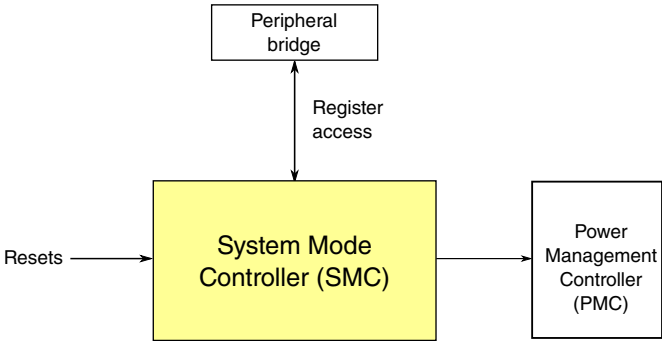 Peripheral
bridge
Register
access
Resets
System Mode
Controller (SMC)
Power
Management
Controller
(PMC)